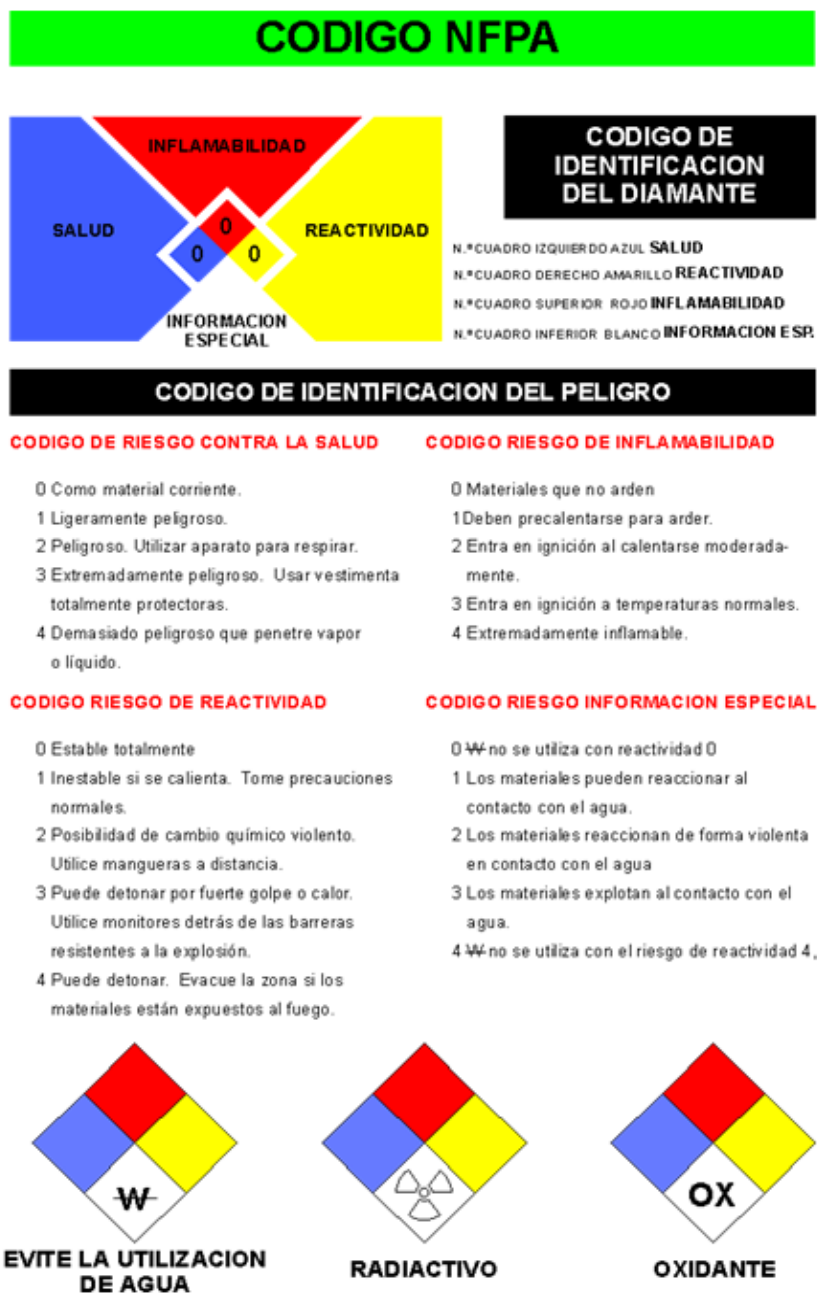 CODIGO NFPA
INFLAMABILIDAD
SALUD
0
0
0
REACTIVIDAD
INFORMACION
ESPECIAL
CODIGO DE
IDENTIFICACION
DEL DIAMANTE
N.º CUADRO IZQUIERDO AZUL SALUD
N.º CUADRO DERECHO AMARILLO REACTIVIDAD
N.º CUADRO SUPERIOR ROJO INFLAMABILIDAD
N.º CUADRO INFERIOR BLANCO INFORMACION ESP.
CODIGO DE IDENTIFICACION DEL PELIGRO
CODIGO DE RIESGO CONTRA LA SALUD
0 Como material corriente.
1 Ligeramente peligroso.
2 Peligroso. Utilizar aparato para respirar.
3 Extremadamente peligroso. Usar vestimenta
totalmente protectoras.
4 Demasiado peligroso que penetre vapor
o líquido.
CODIGO RIESGO DE INFLAMABILIDAD
0 Materiales que no arden
1 Deben precalentarse para arder.
2 Entra en ignición al calentarse moderada-
mente.
3 Entra en ignición a temperaturas normales.
4 Extremadamente inflamable.
CODIGO RIESGO DE REACTIVIDAD
0 Estable totalmente
1 Inestable si se calienta. Tome precauciones
normales.
2 Posibilidad de cambio químico violento.
Utilice mangueras a distancia.
3 Puede detonar por fuerte golpe o calor.
Utilice monitores detrás de las barreras
resistentes a la explosión.
4 Puede detonar. Evacue la zona si los
materiales están expuestos al fuego.
CODIGO RIESGO INFORMACION ESPECIAL
0 W no se utiliza con reactividad 0
1 Los materiales pueden reaccionar al
contacto con el agua.
2 Los materiales reaccionan de forma violenta
en contacto con el agua
3 Los materiales explotan al contacto con el
agua.
4 W no se utiliza con el riesgo de reactividad 4,
W
EVITE LA UTILIZACION
DE AGUA
RADIACTIVO
OX
OXIDANTE